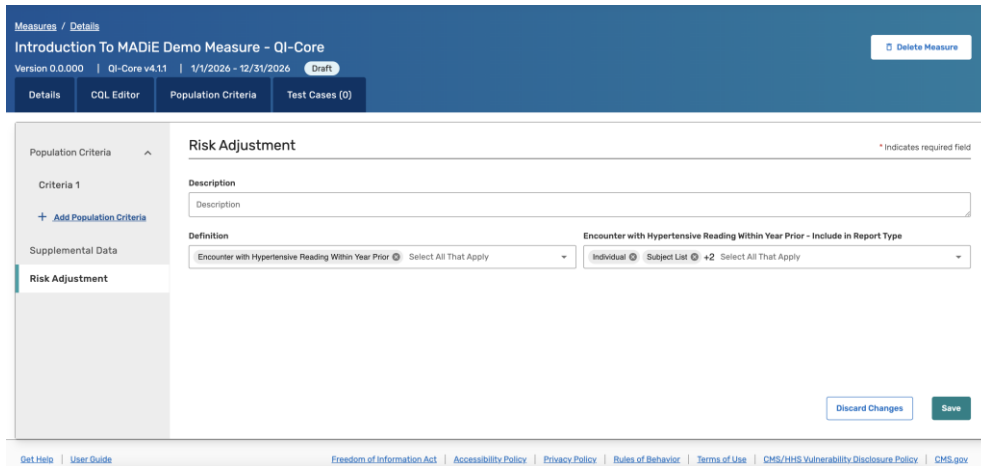 Measures / Details
Introduction To MADiE Demo Measure - QI-Core
Delete Measure
Version 0.0.000 | QI-Core v4.1.1 | 1/1/2026 - 12/31/2026 Draft
Details CQL Editor Population Criteria Test Cases (0)
Population Criteria
Criteria 1
+ Add Population Criteria
Supplemental Data
Risk Adjustment
Risk Adjustment
* Indicates required field
Description
Description
Definition
Encounter with Hypertensive Reading Within Year Prior Select All That Apply
Encounter with Hypertensive Reading Within Year Prior - Include in Report Type
Individual Subject List +2 Select All That Apply
Discard Changes Save
Get Help | User Guide
Freedom of Information Act | Accessibility Policy | Privacy Policy | Rules of Behavior | Terms of Use | CMS/HHS Vulnerability Disclosure Policy | CMS.gov